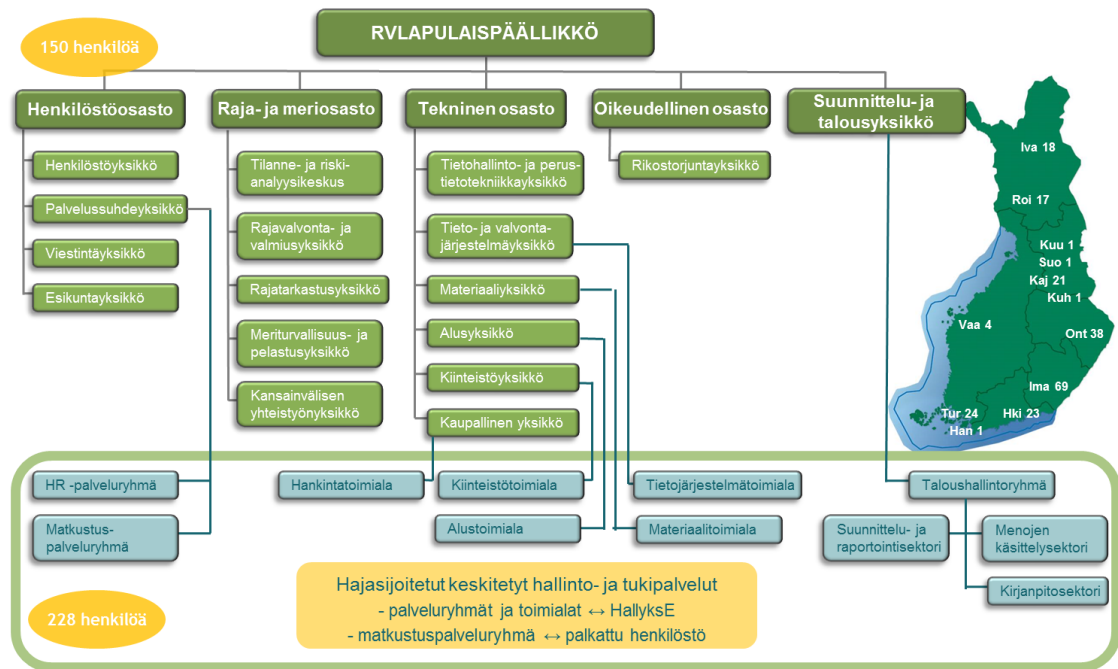 150 henkilöä
RVLAPULAISPÄÄLLIKKÖ
Henkilöstöosasto
Henkilöstöyksikkö
Palvelussuhdeyksikkö
Viestintäyksikkö
Esikuntayksikkö
Raja- ja meriosasto
Tilanne- ja riski-
analyysikeskus
Rajavalvonta- ja
valmiusyksikkö
Rajatarkastusyksikkö
Meriturvallisuus- ja
pelastusyksikkö
Kansainvälisen
yhteistyönyksikkö
Tekninen osasto
Tietohallinto- ja perus-
tietotekniikkayksikkö
Tieto- ja valvonta-
järjestelmäyksikkö
Materiaaliyksikkö
Alusyksikkö
Kiinteistöyksikkö
Kaupallinen yksikkö
Oikeudellinen osasto
Rikostorjuntayksikkö
Suunnittelu- ja
talousyksikkö
Iva 18
Roi 17
Kuu 1
Suo 1
Kaj 21
Kuh 1
Vaa 4
Ont 38
Ima 69
Tur 24
Hki 23
Han 1
HR -palveluryhmä
Matkustus-
palveluryhmä
Hankintatoimiala
Kiinteistötoimiala
Alustoimiala
Tietojärjestelmätoimiala
Materiaalitoimiala
Taloushallintoryhmä
Suunnittelu- ja
raportointisektori
Menojen
käsittelysektori
Kirjanpitosektori
228 henkilöä
Hajasijoitetut keskitetyt hallinto- ja tukipalvelut
- palveluryhmät ja toimialat ↔ HallyksE
- matkustuspalveluryhmä ↔ palkattu henkilöstö